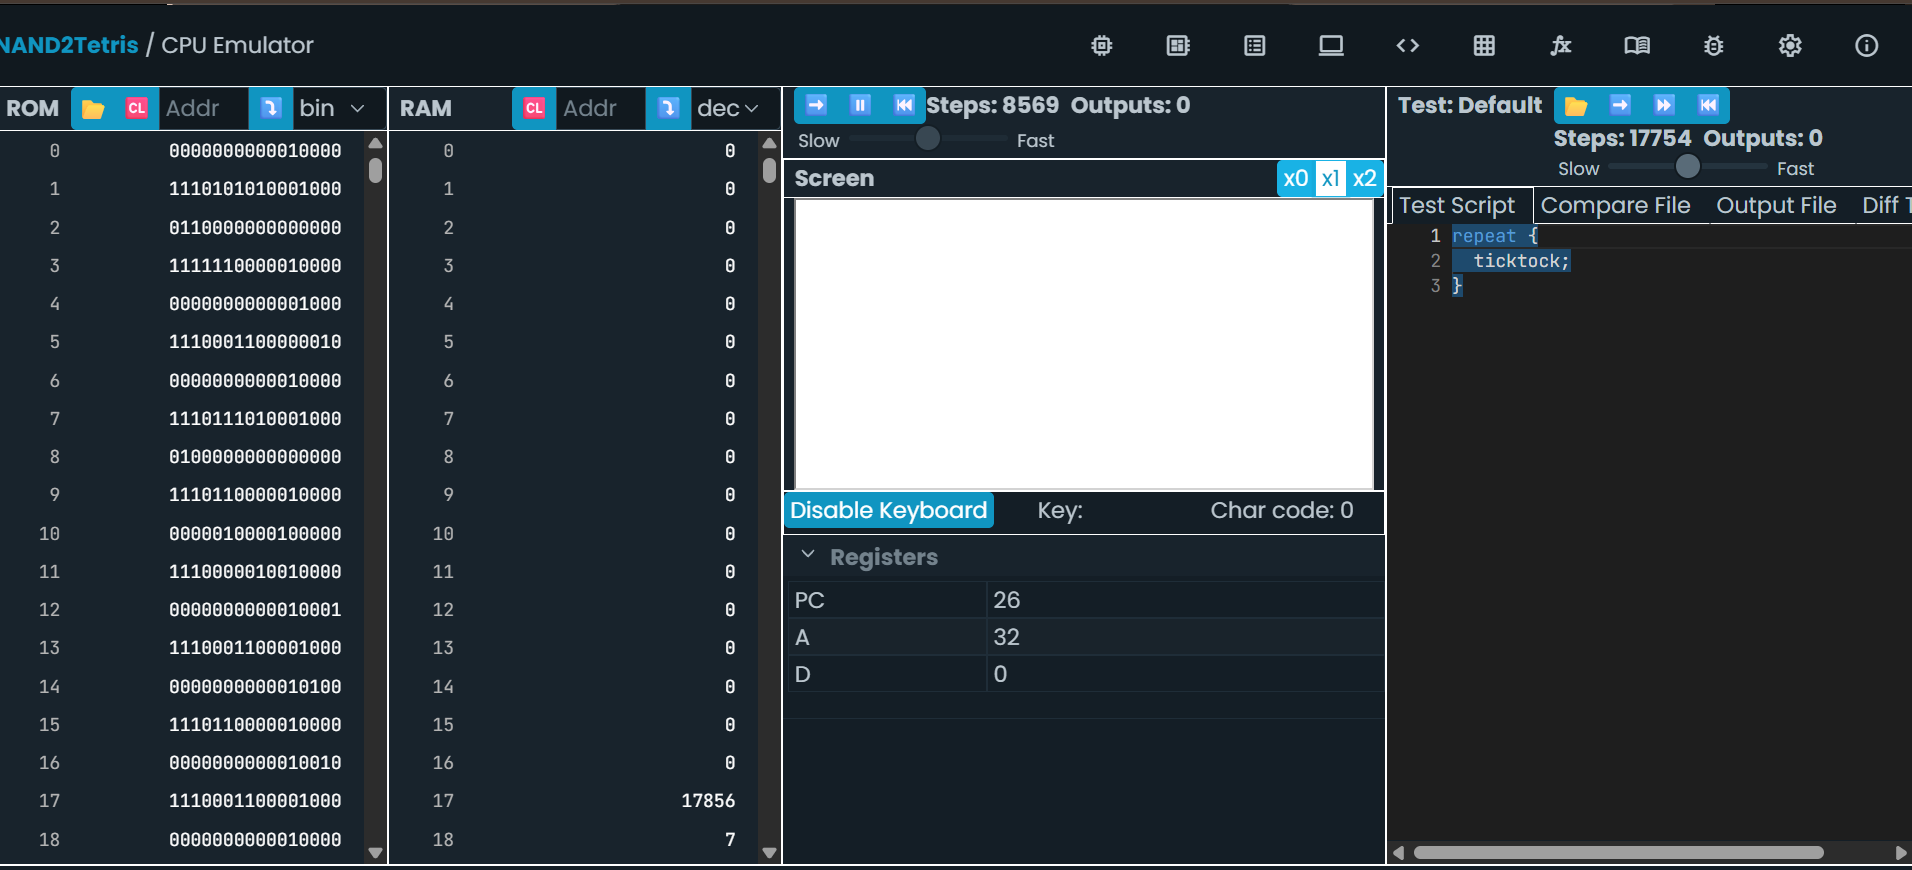 NAND2Tetris / CPU Emulator
ROM CL Addr bin
0 0000000000010000
1 1110101010001000
2 0110000000000000
3 1111110000010000
4 0000000000001000
5 1110001100000010
6 0000000000010000
7 1110111010001000
8 0100000000000000
9 1110110000010000
10 0000010000100000
11 1110000010010000
12 0000000000010001
13 1110001100001000
14 0000000000010100
15 1110110000010000
16 0000000000010010
17 1110001100001000
18 0000000000010000
RAM CL Addr dec
0 0
1 0
2 0
3 0
4 0
5 0
6 0
7 0
8 0
9 0
10 0
11 0
12 0
13 0
14 0
15 0
16 0
17 17856
18 7
Steps: 8569 Outputs: 0
Slow Fast
Screen x0 x1 x2
Disable Keyboard Key: Char code: 0
Registers
PC 26
A 32
D 0
Test: Default
Steps: 17754 Outputs: 0
Slow Fast
Test Script Compare File Output File Diff T
1 repeat {
2 ticktock;
3 }